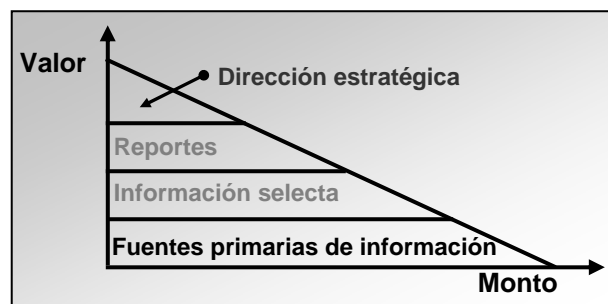 Valor
Dirección estratégica
Reportes
Información selecta
Fuentes primarias de información
Monto